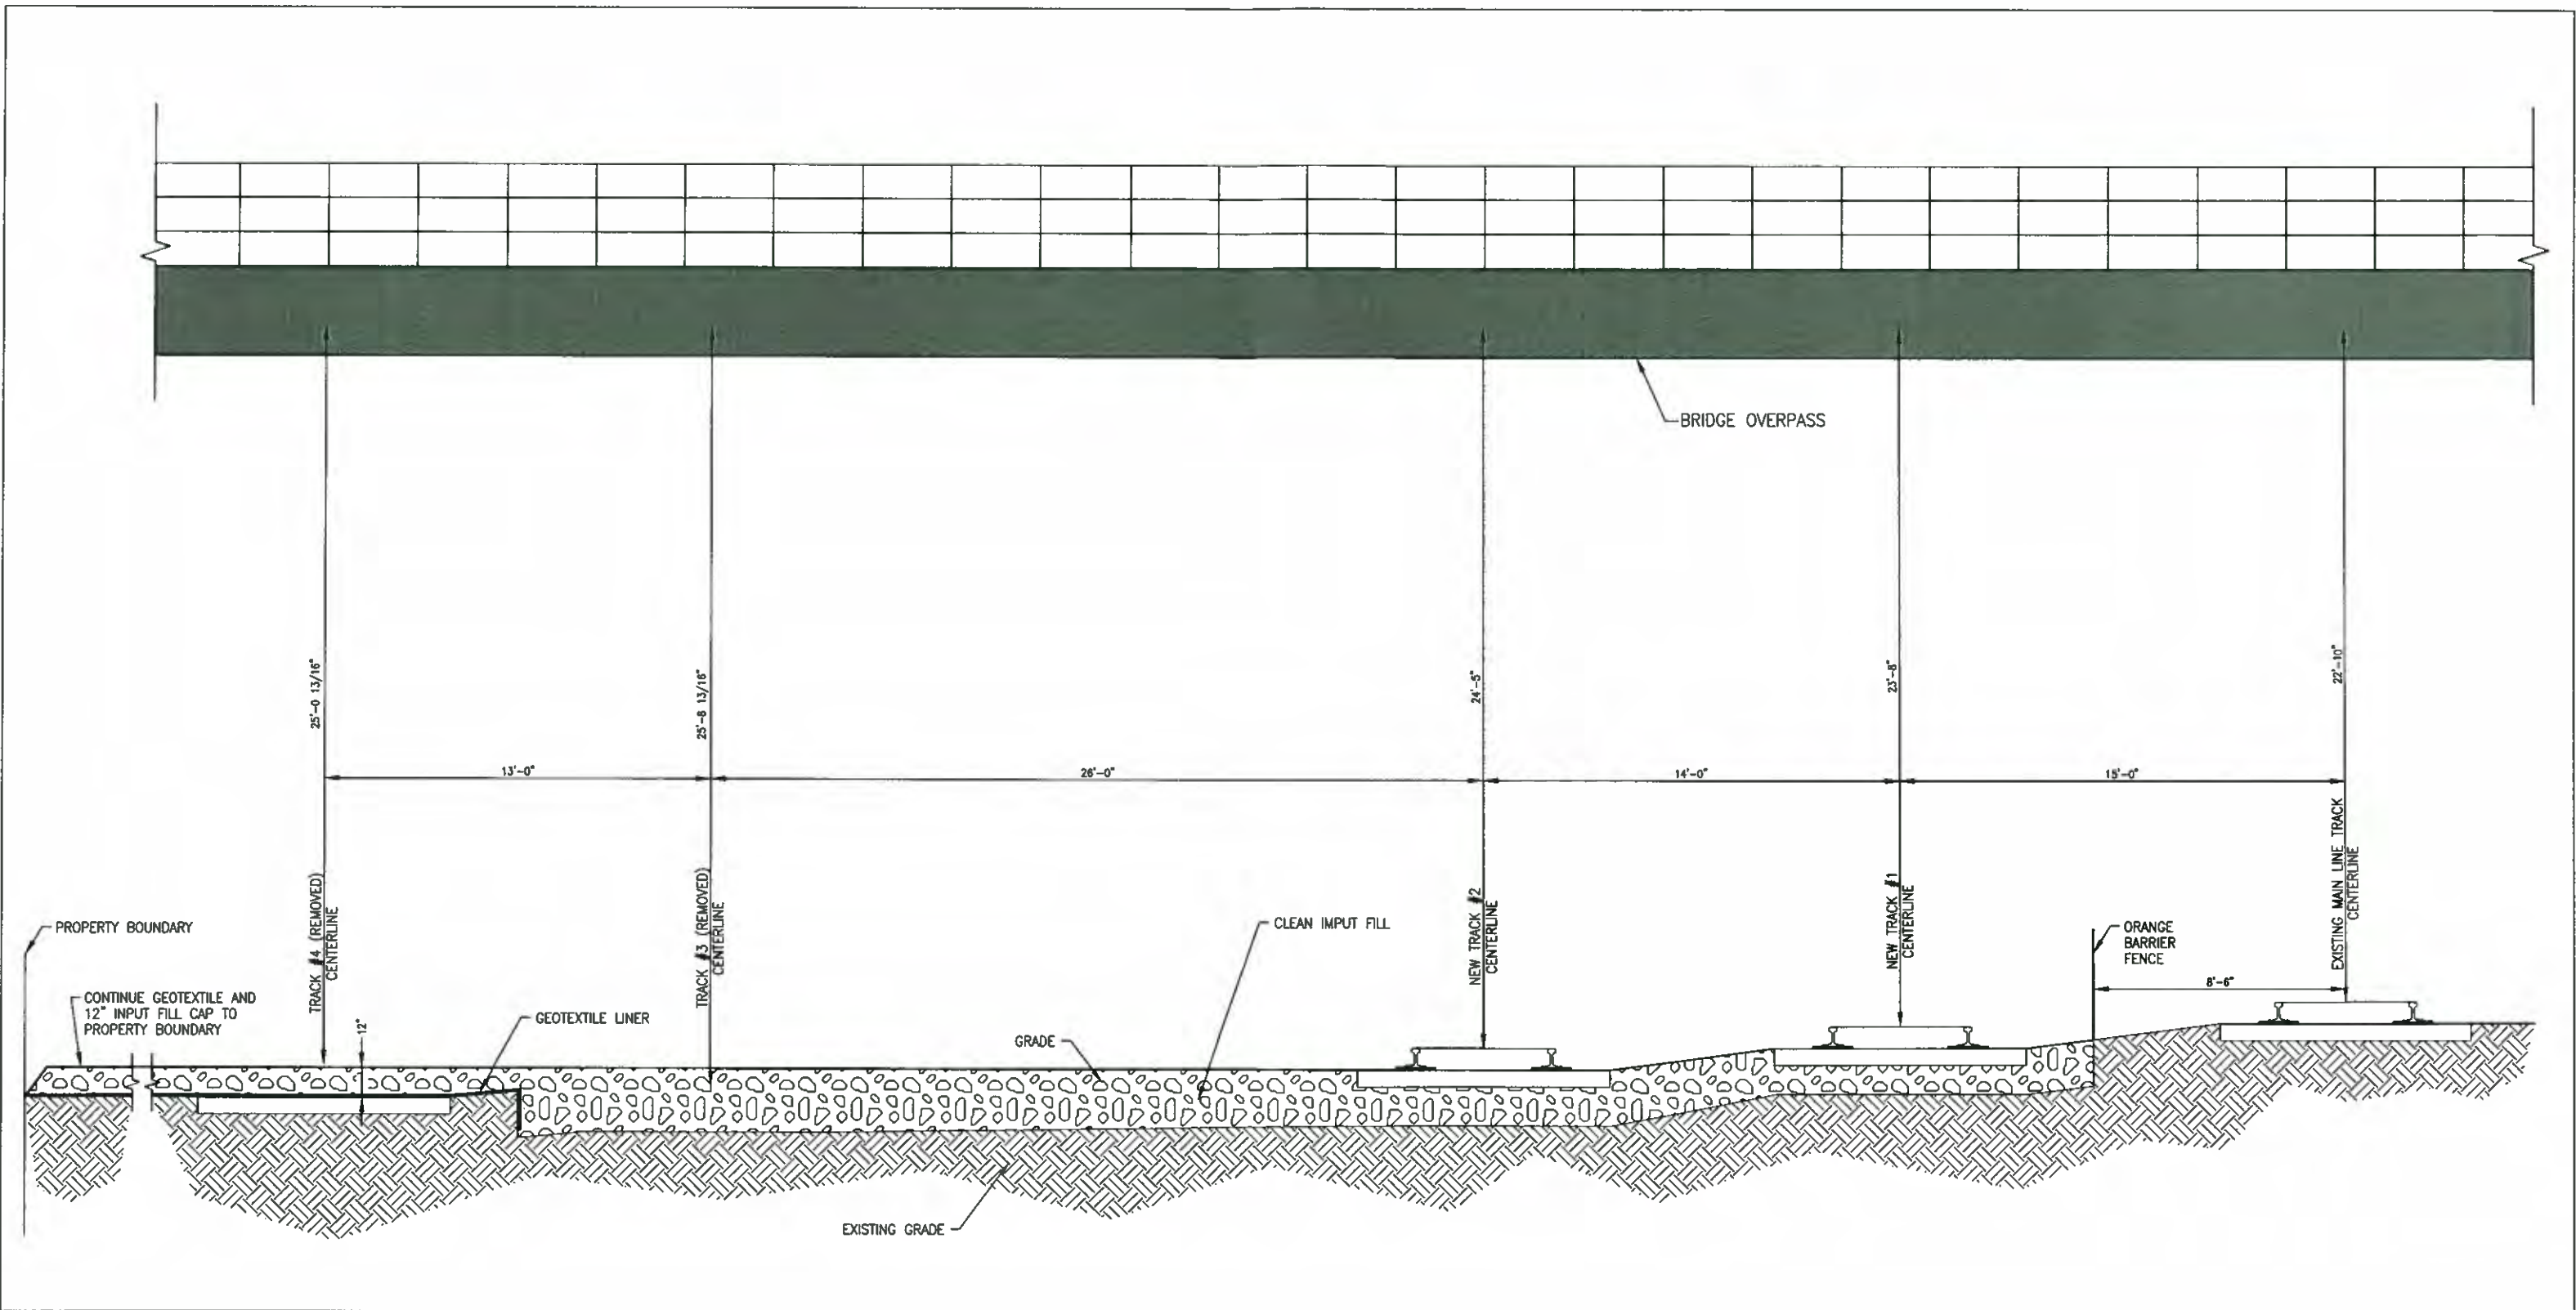 BRIDGE OVERPASS
25'-0 13/16"
25'-8 13/16"
24'-5"
23'-8"
22'-10"
13'-0"
26'-0"
14'-0"
15'-0"
TRACK #4 (REMOVED)
CENTERLINE
TRACK #3 (REMOVED)
CENTERLINE
NEW TRACK #2
CENTERLINE
NEW TRACK #1
CENTERLINE
EXISTING MAIN LINE TRACK
CENTERLINE
PROPERTY BOUNDARY
CLEAN IMPUT FILL
ORANGE
BARRIER
FENCE
8'-6"
CONTINUE GEOTEXTILE AND
12" INPUT FILL CAP TO
PROPERTY BOUNDARY
12"
GEOTEXTILE LINER
GRADE
EXISTING GRADE